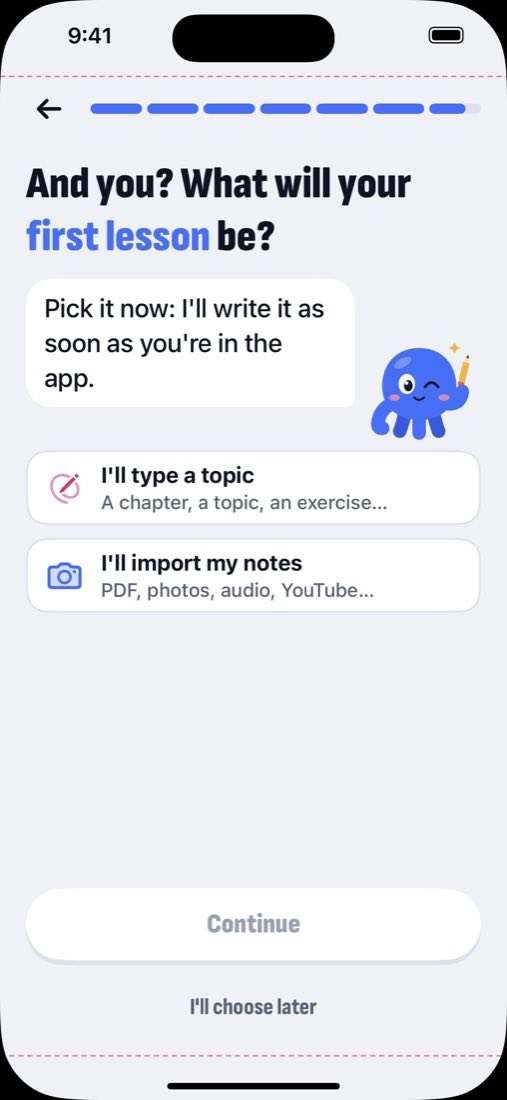 9:41
And you? What will your
first lesson be?
Pick it now: I'll write it as
soon as you're in the
app.
I'll type a topic
A chapter, a topic, an exercise...
I'll import my notes
PDF, photos, audio, YouTube...
Continue
I'll choose later